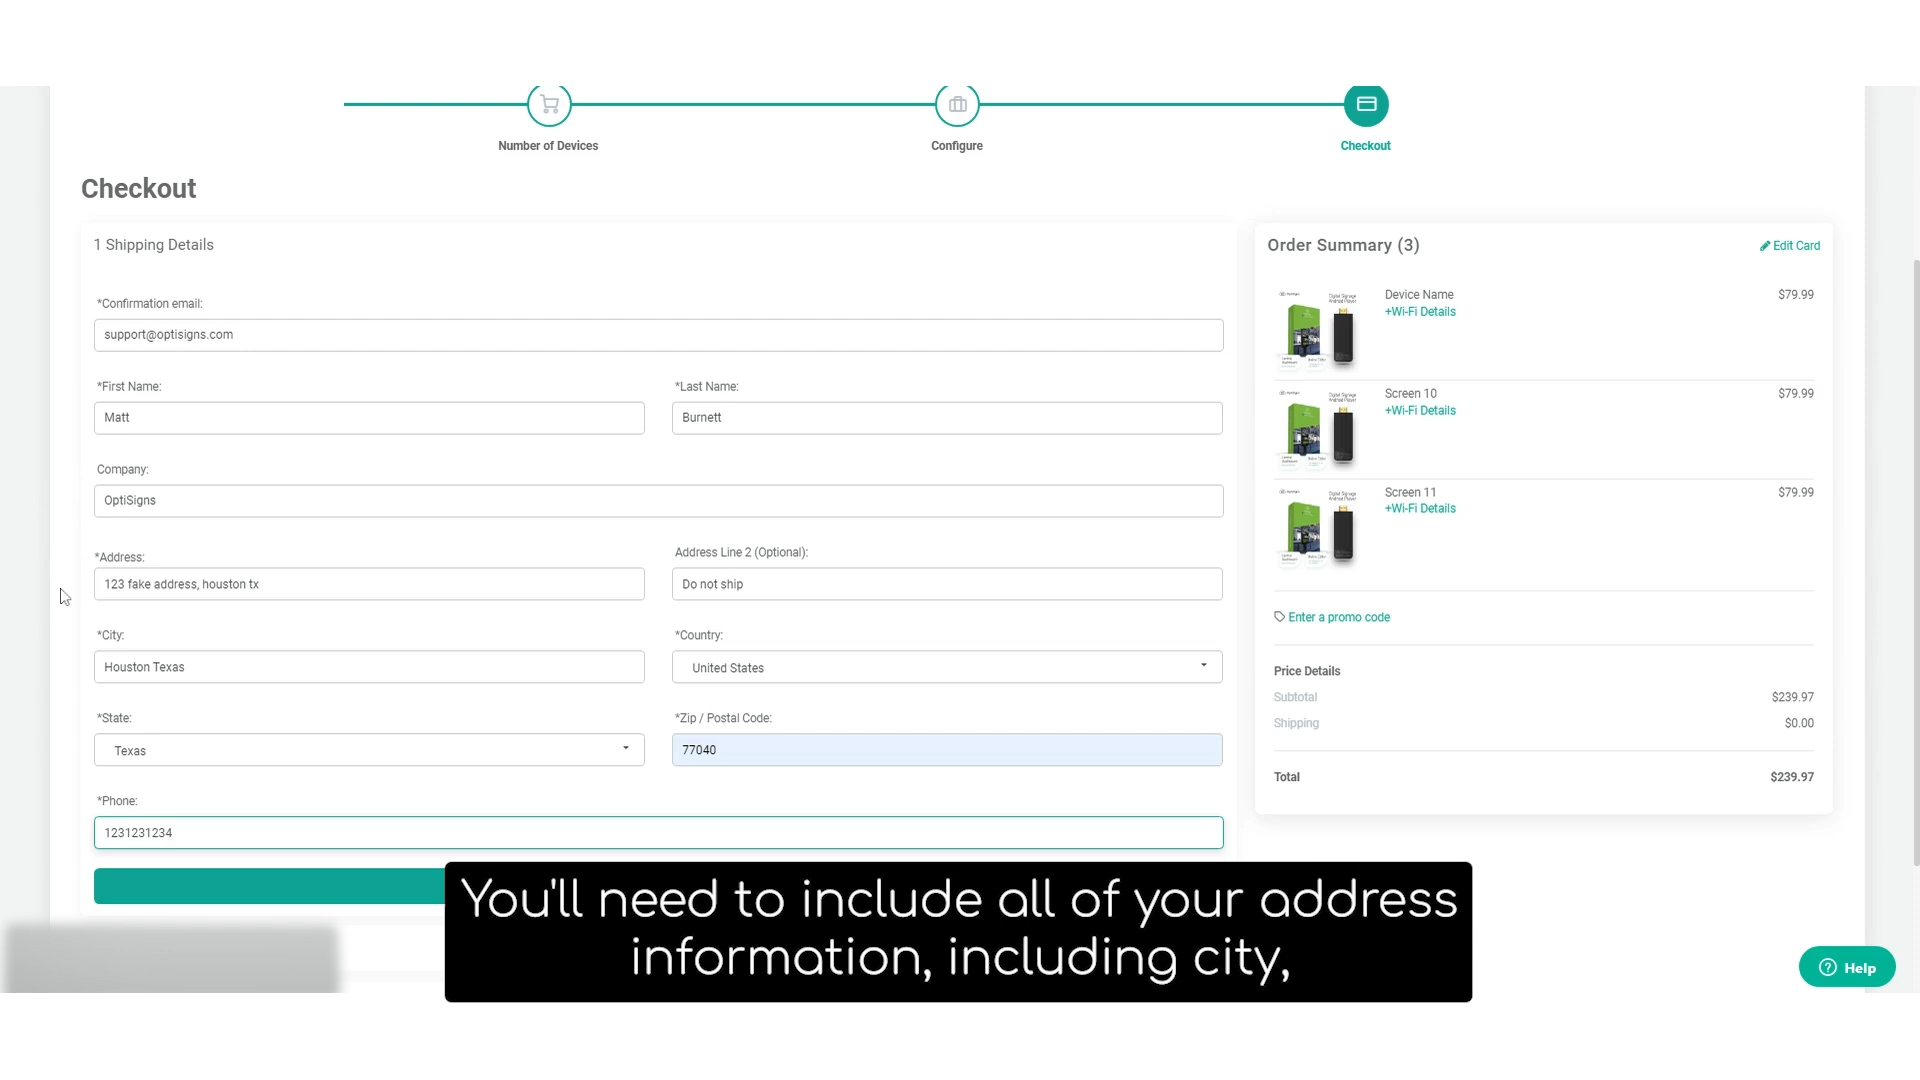 Number of Devices
Configure
Checkout
Checkout
1 Shipping Details
*Confirmation email:
support@optisigns.com
*First Name:
*Last Name:
Matt
Burnett
Company:
OptiSigns
*Address:
Address Line 2 (Optional):
123 fake address, houston tx
Do not ship
*City:
*Country:
Houston Texas
United States
*State:
*Zip / Postal Code:
Texas
77040
*Phone:
1231231234
Order Summary (3)
Edit Card
Device Name
$79.99
+Wi-Fi Details
Screen 10
$79.99
+Wi-Fi Details
Screen 11
$79.99
+Wi-Fi Details
Enter a promo code
Price Details
Subtotal
$239.97
Shipping
$0.00
Total
$239.97
You'll need to include all of your address
information, including city,
Help